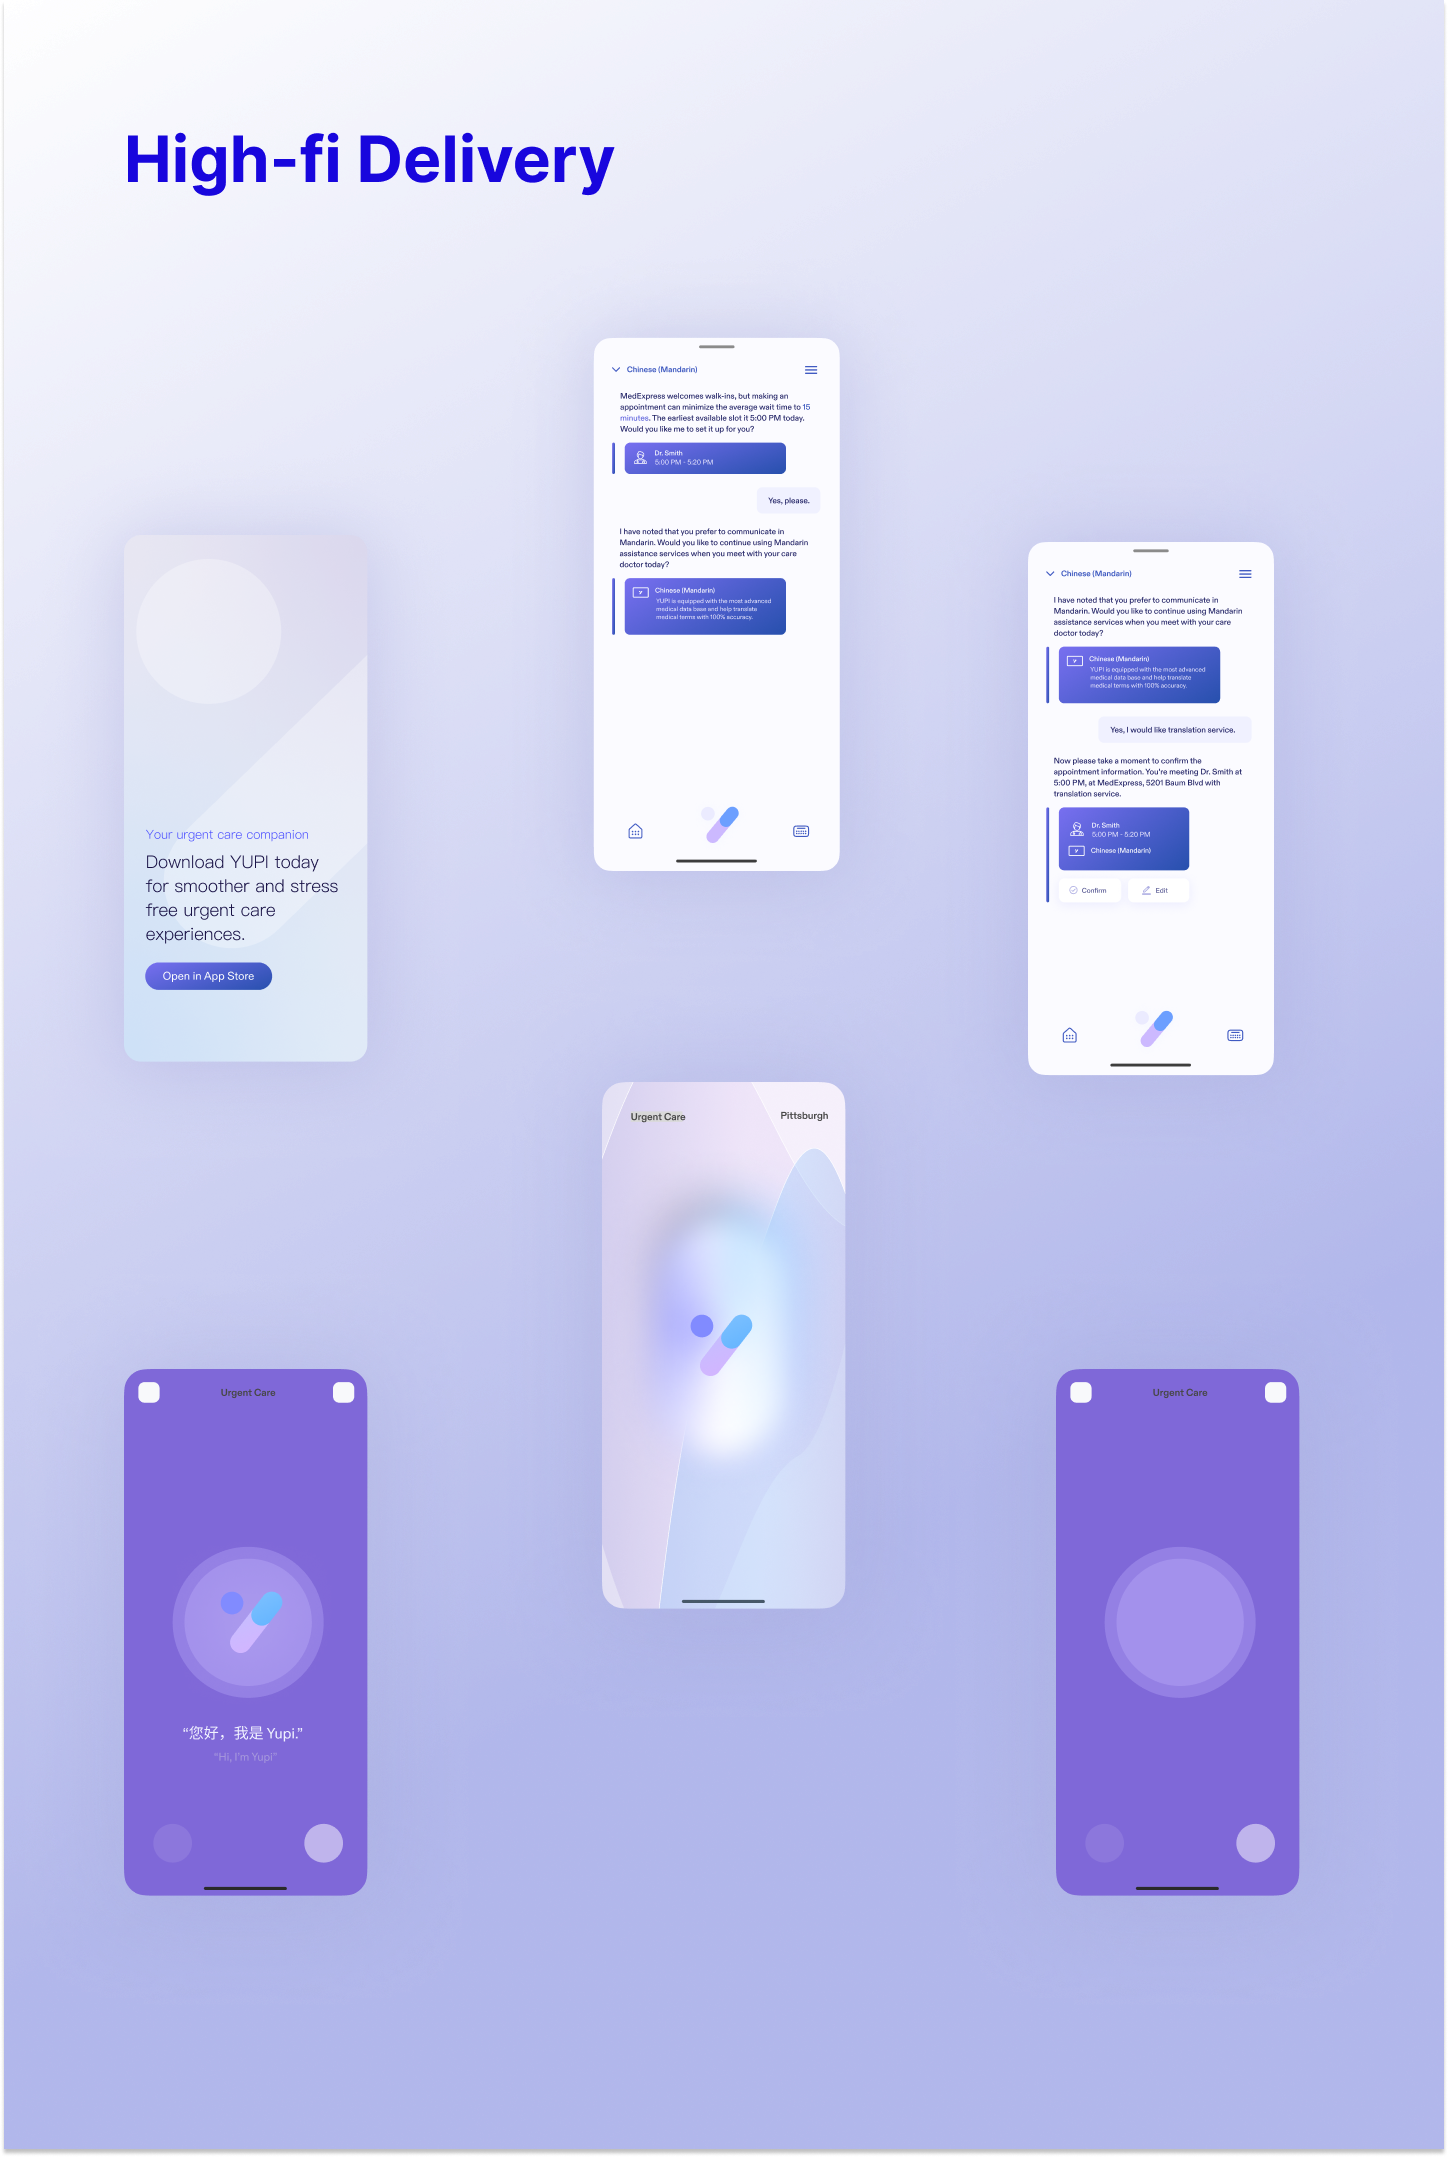 High-fi Delivery
Chinese (Mandarin)
MedExpress welcomes walk-ins, but making an
appointment can minimize the average wait time to 15
minutes. The earliest available slot it 5:00 PM today.
Would you like me to set it up for you?
Dr. Smith
5:00 PM - 5:20 PM
Yes, please.
I have noted that you prefer to communicate in
Mandarin. Would you like to continue using Mandarin
assistance services when you meet with your care
doctor today?
Chinese (Mandarin)
YUPI is equipped with the most advanced
medical data base and help translate
medical terms with 100% accuracy.
Your urgent care companion
Download YUPI today
for smoother and stress
free urgent care
experiences.
Open in App Store
Chinese (Mandarin)
I have noted that you prefer to communicate in
Mandarin. Would you like to continue using Mandarin
assistance services when you meet with your care
doctor today?
Chinese (Mandarin)
YUPI is equipped with the most advanced
medical data base and help translate
medical terms with 100% accuracy.
Yes, I would like translation service.
Now please take a moment to confirm the
appointment information. You're meeting Dr. Smith at
5:00 PM, at MedExpress, 5201 Baum Blvd with
translation service.
Dr. Smith
5:00 PM - 5:20 PM
Chinese (Mandarin)
Confirm
Edit
Urgent Care
Pittsburgh
Urgent Care
“您好，我是 Yupi.”
“Hi, I'm Yupi”
Urgent Care